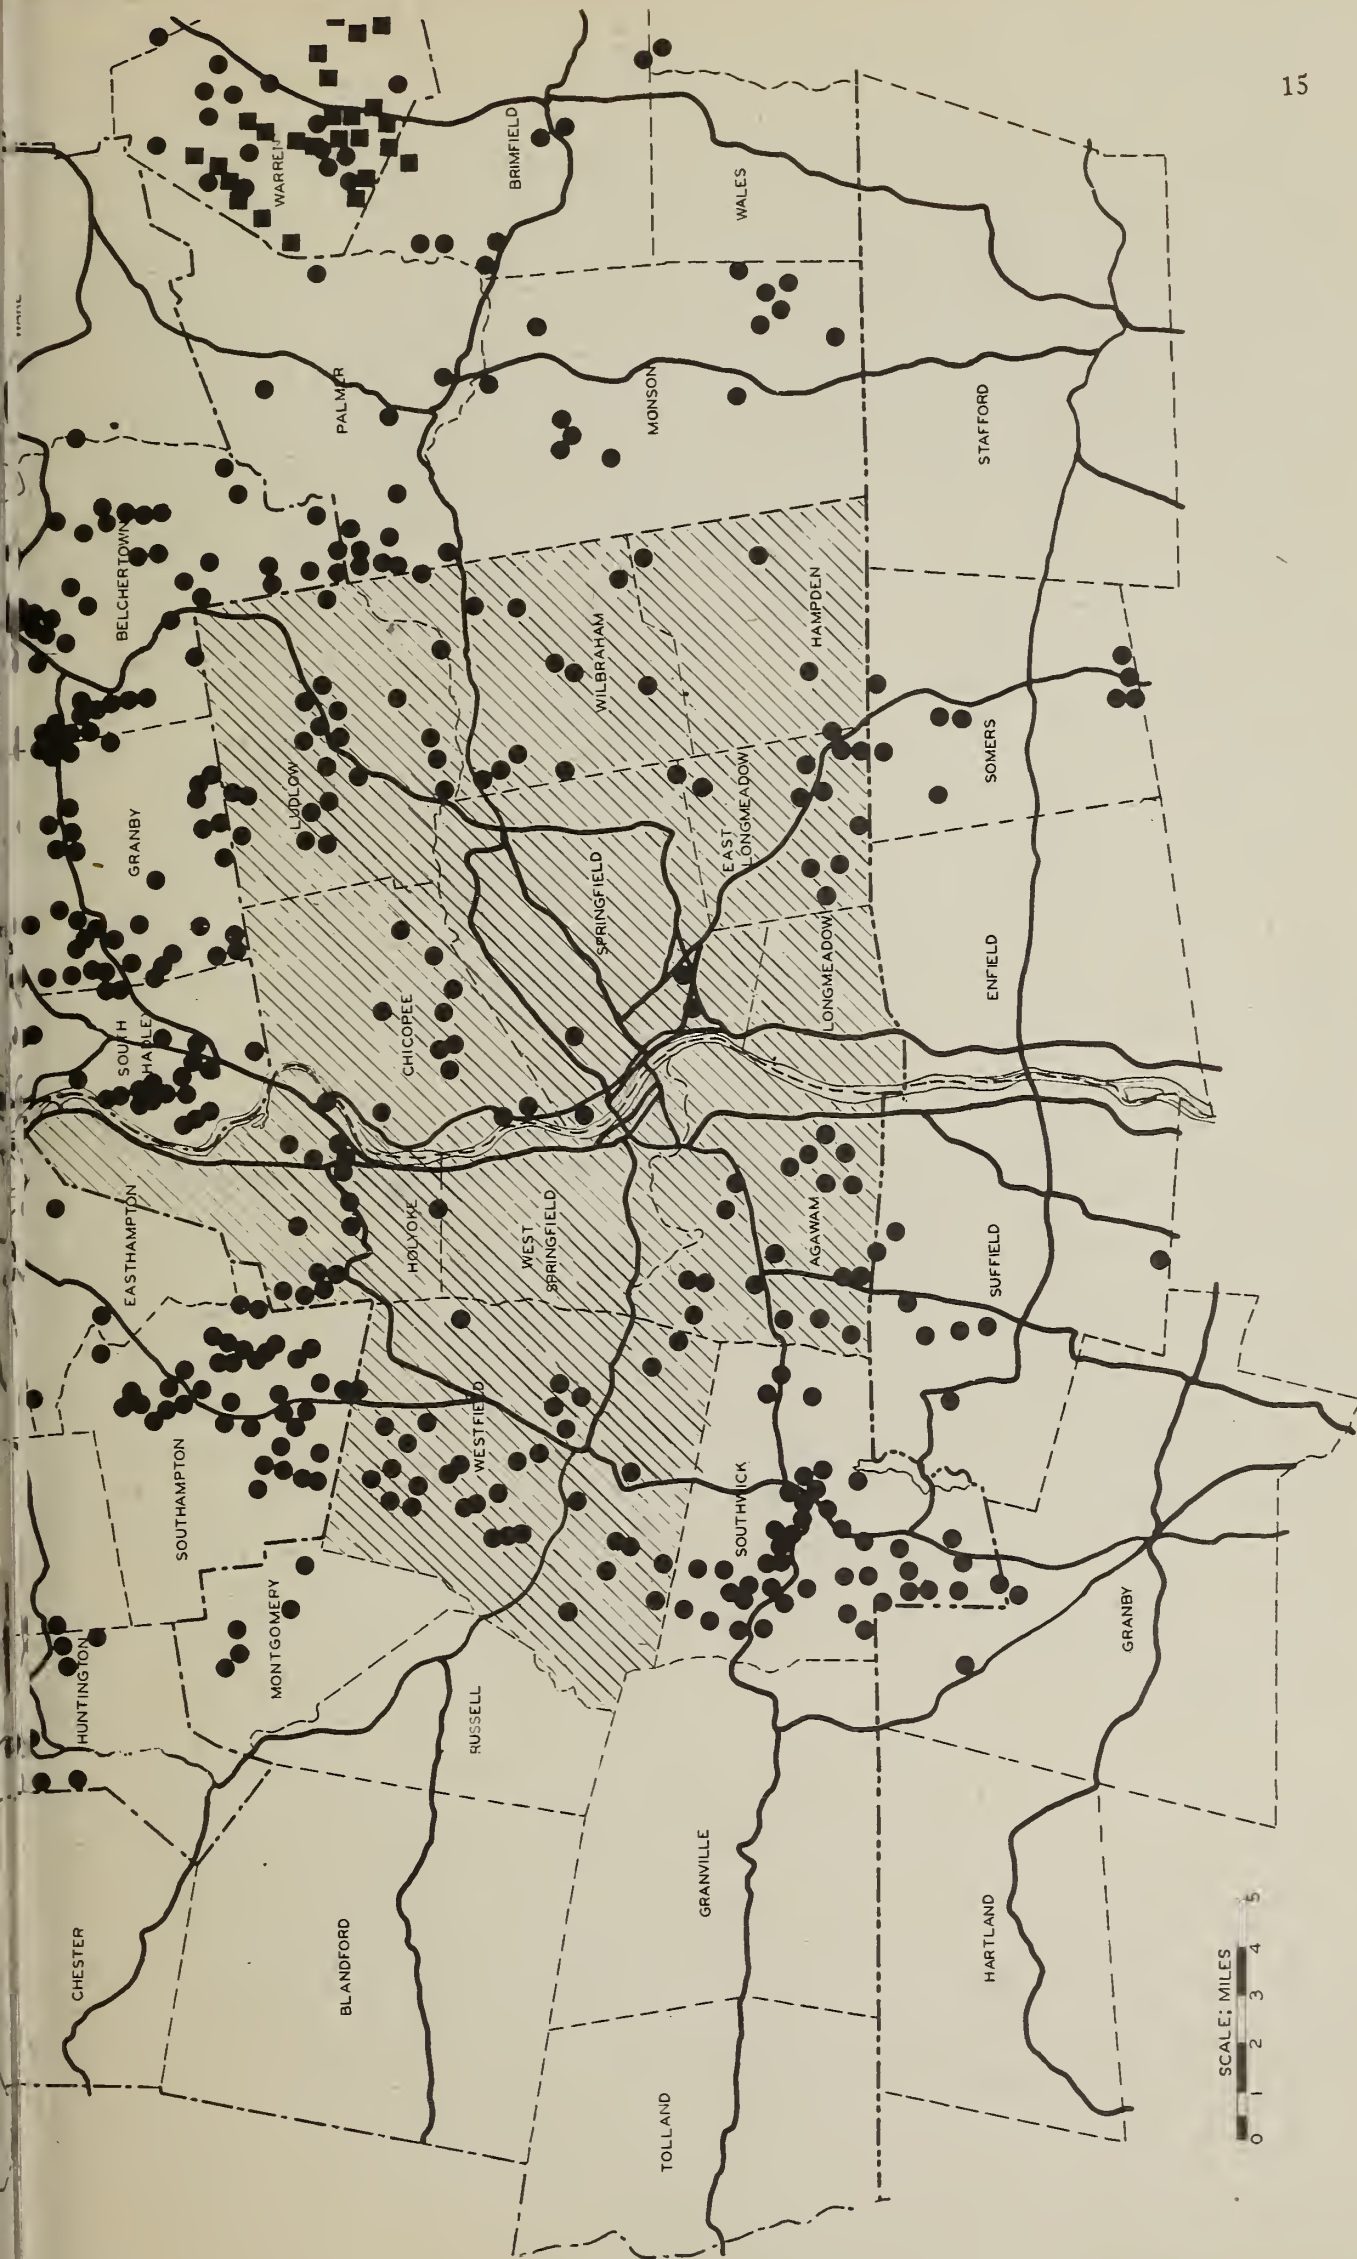 15
WARREN
BRIMFIELD
WALES
PALMER
MONSON
STAFFORD
BELCHERTOWN
WILBRAHAM
HAMPDEN
LUDLOW
GRANBY
EAST
LONGMEADOW
SOMERS
SPRINGFIELD
CHICOPEE
LONGMEADOW
ENFIELD
SOUTH
HADLEY
EASTHAMPTON
HOLYOKE
WEST
SPRINGFIELD
AGAWAM
SUFFIELD
SOUTHAMPTON
WESTFIELD
SOUTHWICK
HUNTINGTON
MONTGOMERY
RUSSELL
GRANBY
CHESTER
BLANDFORD
GRANVILLE
HARTLAND
TOLLAND
SCALE; MILES
0 1 2 3 4 5